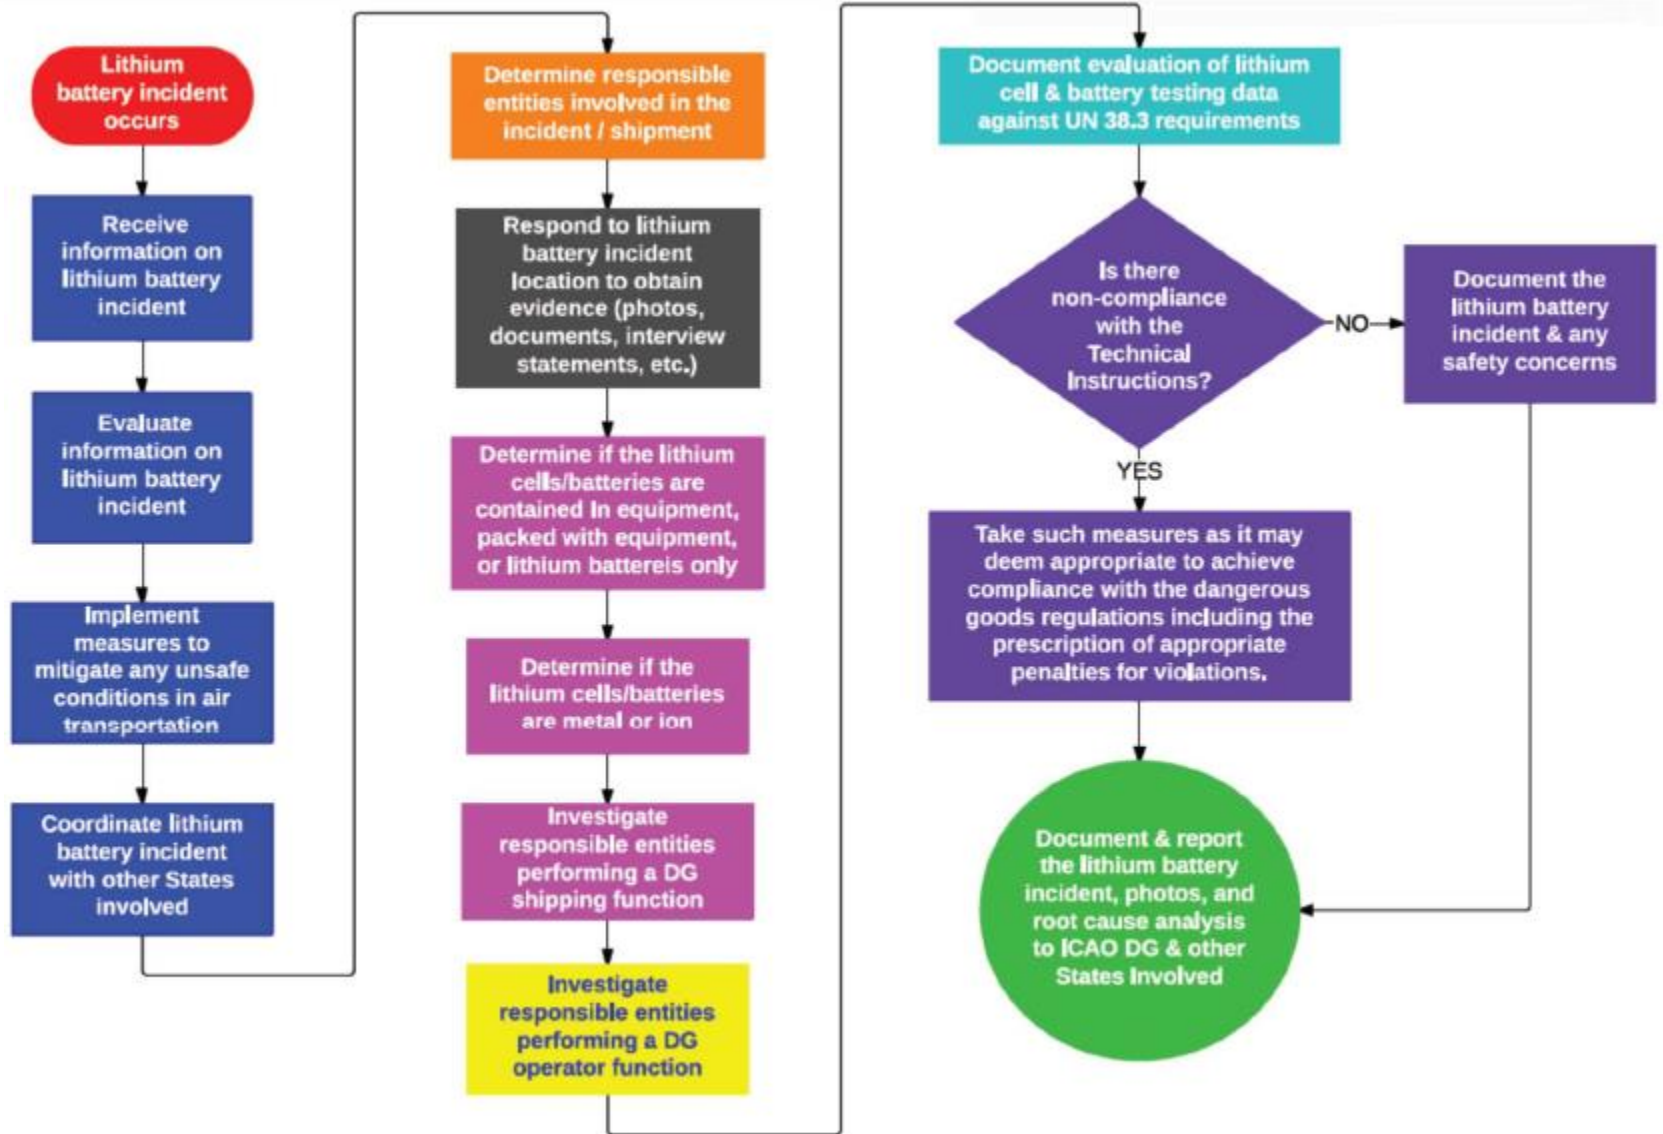 Lithium
battery incident
occurs
Receive
information on
lithium battery
incident
Evaluate
information on
lithium battery
incident
Implement
measures to
mitigate any unsafe
conditions in air
transportation
Coordinate lithium
battery incident
with other States
involved
Determine responsible
entities involved in the
incident / shipment
Respond to lithium
battery incident
location to obtain
evidence (photos,
documents, interview
statements, etc.)
Determine if the lithium
cells/batteries are
contained In equipment,
packed with equipment,
or lithium battereis only
Determine if the
lithium cells/batteries
are metal or ion
Investigate
responsible entities
performing a DG
shipping function
Investigate
responsible entities
performing a DG
operator function
Document evaluation of lithium
cell & battery testing data
against UN 38.3 requirements
Is there
non-compliance
with the
Technical
Instructions?
NO
Document the
lithium battery
incident & any
safety concerns
YES
Take such measures as it may
deem appropriate to achieve
compliance with the dangerous
goods regulations including the
prescription of appropriate
penalties for violations.
Document & report
the lithium battery
incident, photos, and
root cause analysis
to ICAO DG & other
States Involved